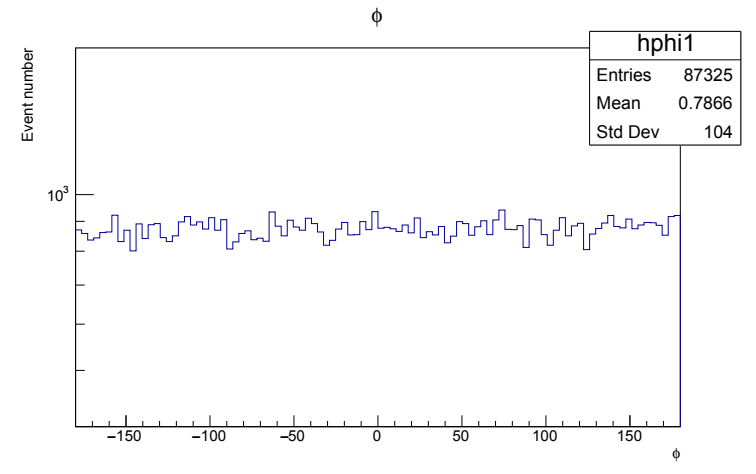 ϕ
hphi1
Entries 87325
Mean 0.7866
Std Dev 104
Event number
10³
−150 −100 −50 0 50 100 150
ϕ